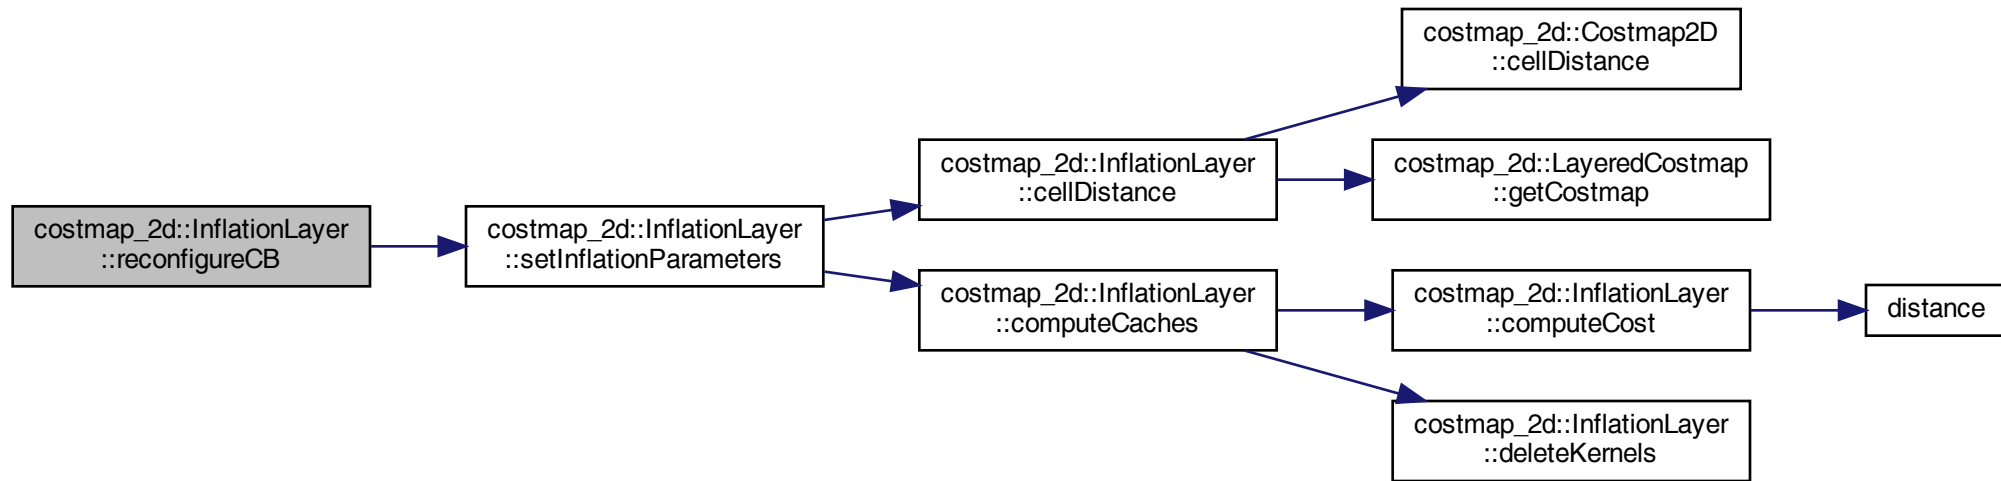 costmap_2d::InflationLayer
::reconfigureCB
costmap_2d::InflationLayer
::setInflationParameters
costmap_2d::InflationLayer
::cellDistance
costmap_2d::Costmap2D
::cellDistance
costmap_2d::LayeredCostmap
::getCostmap
costmap_2d::InflationLayer
::computeCaches
costmap_2d::InflationLayer
::computeCost
distance
costmap_2d::InflationLayer
::deleteKernels